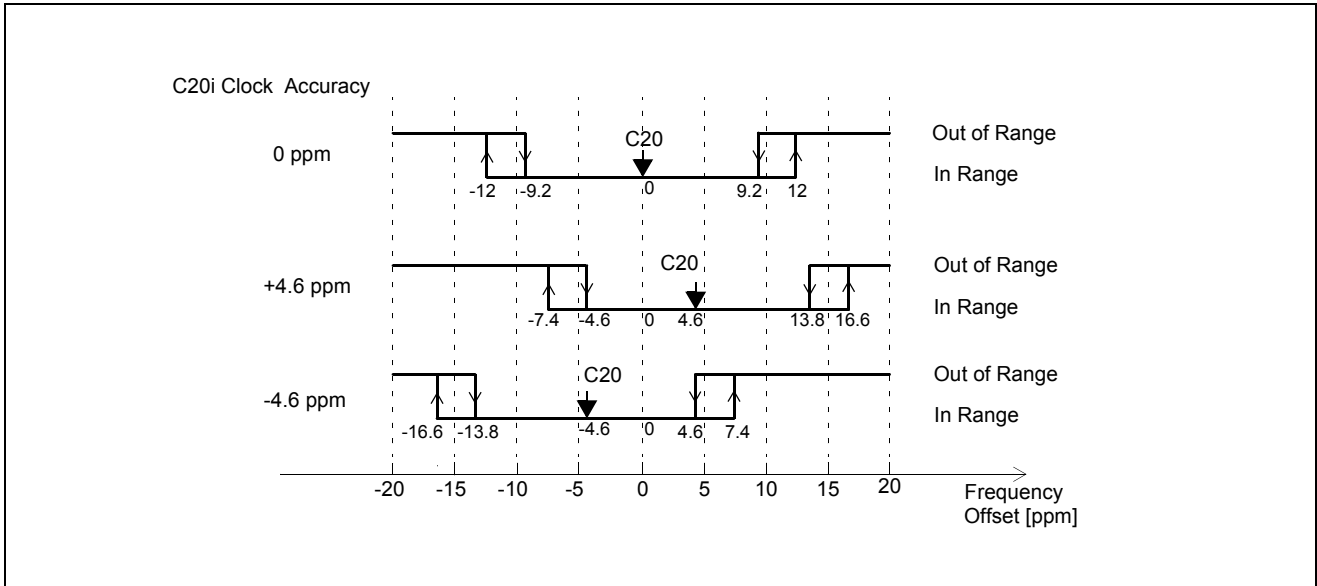 C20i Clock Accuracy
0 ppm
C20
Out of Range
In Range
-12 -9.2 0 9.2 12
+4.6 ppm
C20
Out of Range
In Range
-7.4 -4.6 0 4.6 13.8 16.6
-4.6 ppm
C20
Out of Range
In Range
-16.6 -13.8 -4.6 0 4.6 7.4
-20 -15 -10 -5 0 5 10 15 20
Frequency
Offset [ppm]